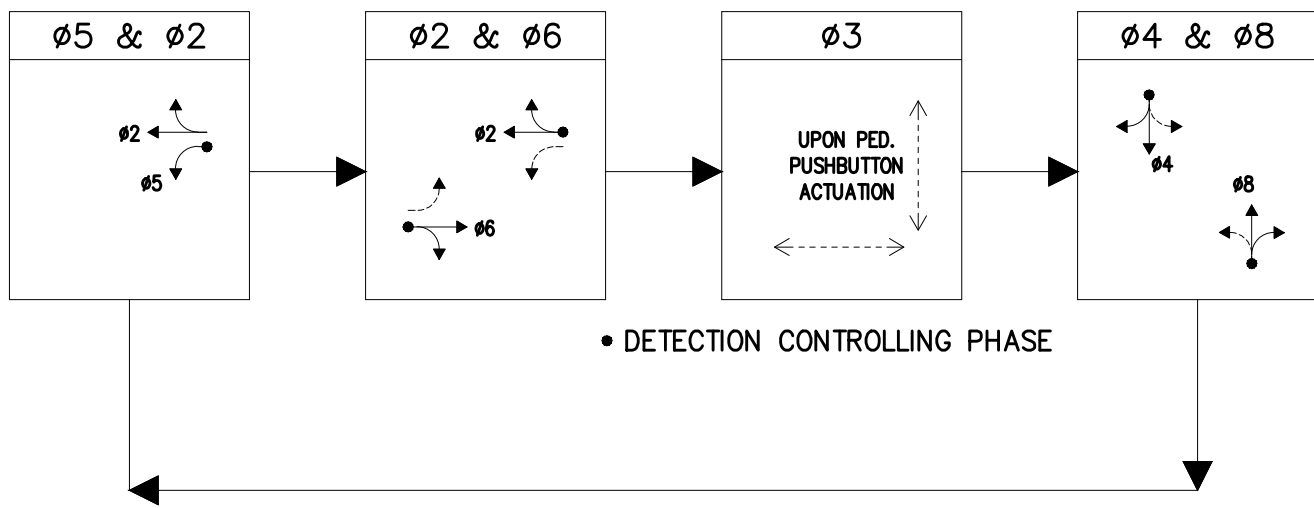 ø5 & ø2
ø2 & ø6
ø3
ø4 & ø8
ø2
ø5
ø2
ø6
UPON PED.
PUSHBUTTON
ACTUATION
ø4
ø8
DETECTION CONTROLLING PHASE